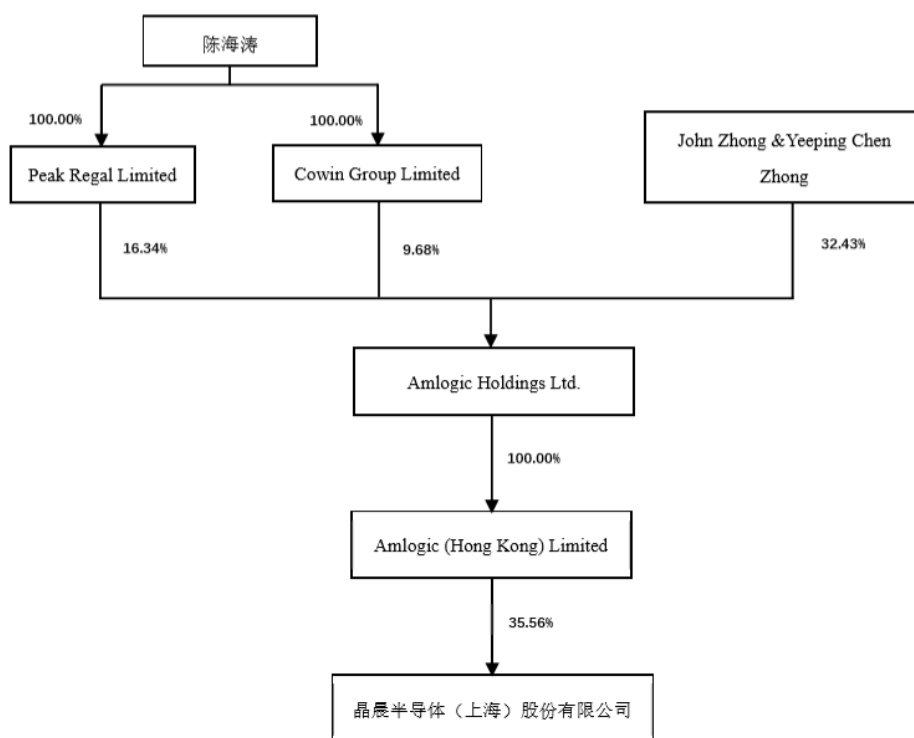 陈海涛
100.00%
100.00%
Peak Regal Limited
Cowin Group Limited
John Zhong &Yeeping Chen
Zhong
16.34%
9.68%
32.43%
Amlogic Holdings Ltd.
100.00%
Amlogic (Hong Kong) Limited
35.56%
晶晨半导体（上海）股份有限公司